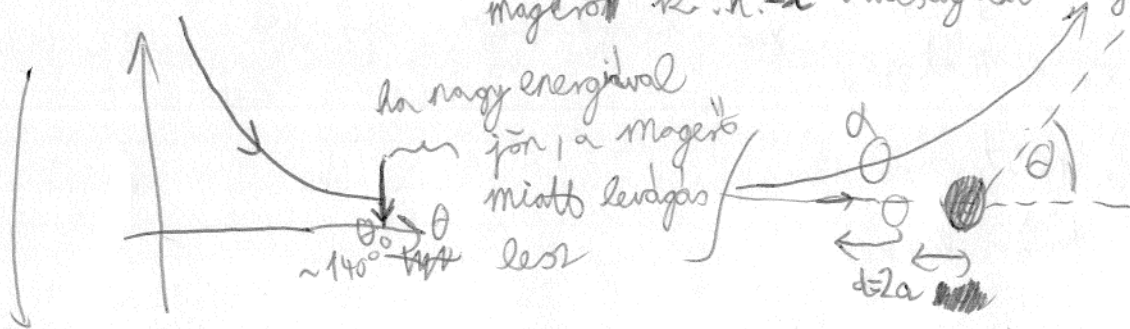 magerő
ha nagy energiával
jön, a magerő
miatt levágás
lesz
θ₀
θ
~140°
α
θ
d=2a